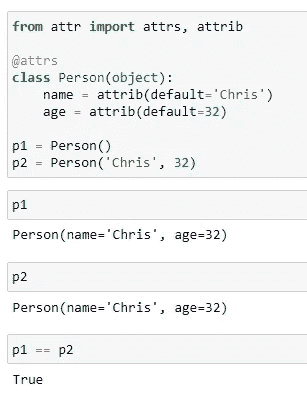 from attr import attrs, attrib
@attrs
class Person(object):
    name = attrib(default='Chris')
    age = attrib(default=32)
p1 = Person()
p2 = Person('Chris', 32)
p1
Person(name='Chris', age=32)
p2
Person(name='Chris', age=32)
p1 == p2
True